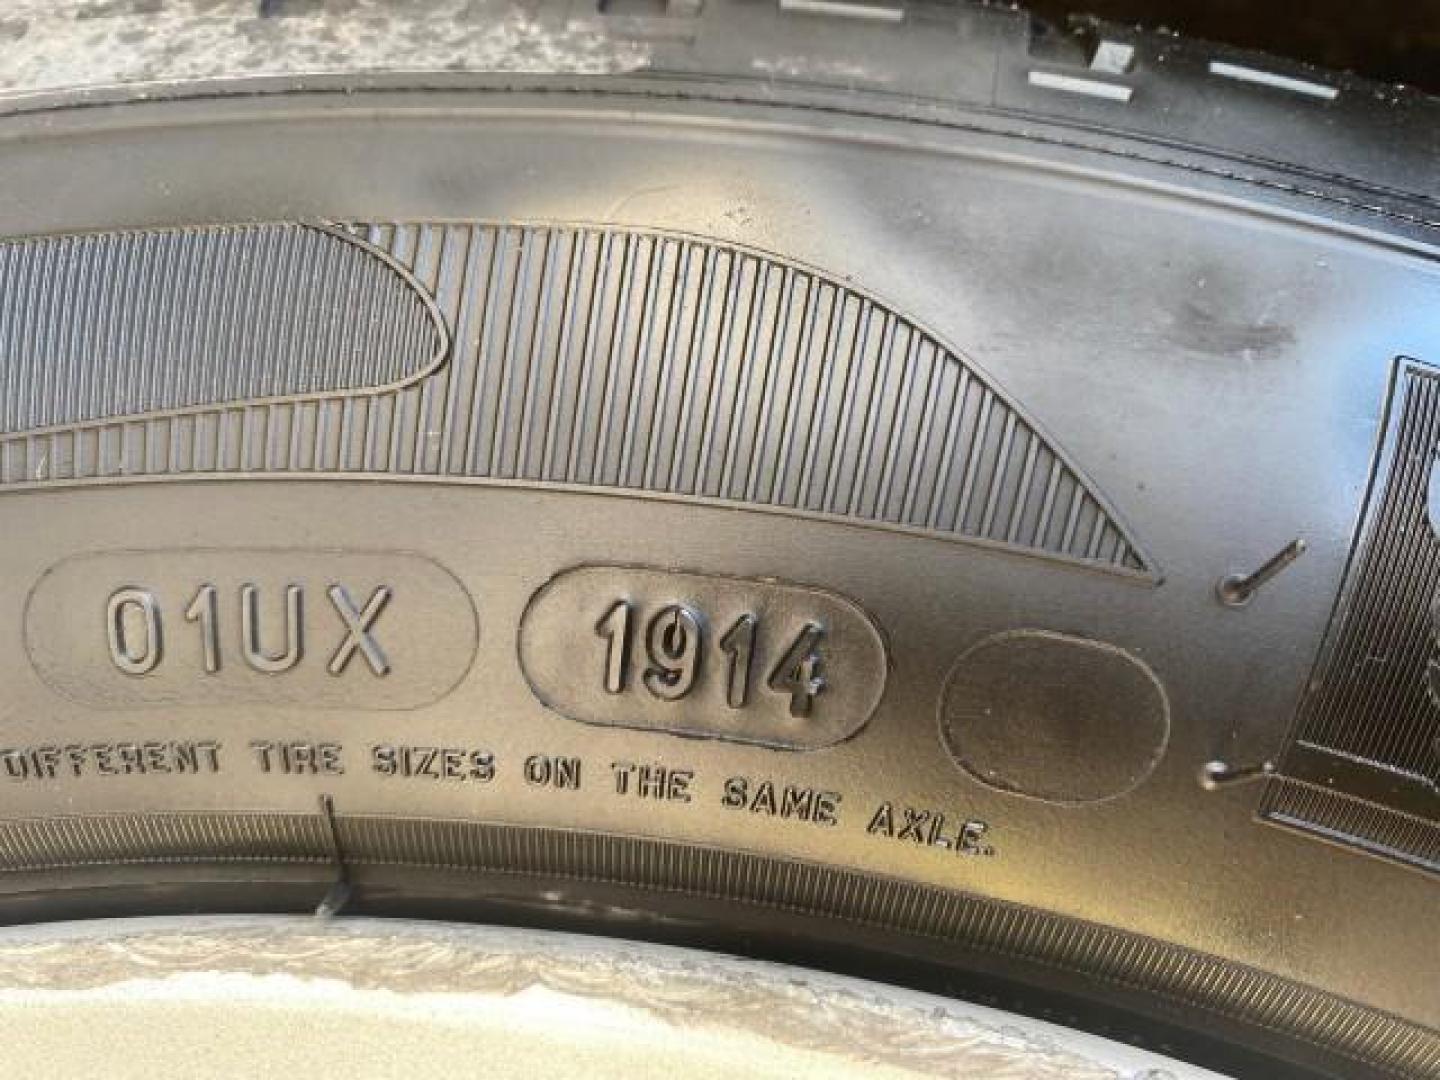 01UX 1914
DIFFERENT TIRE SIZES ON THE SAME AXLE.